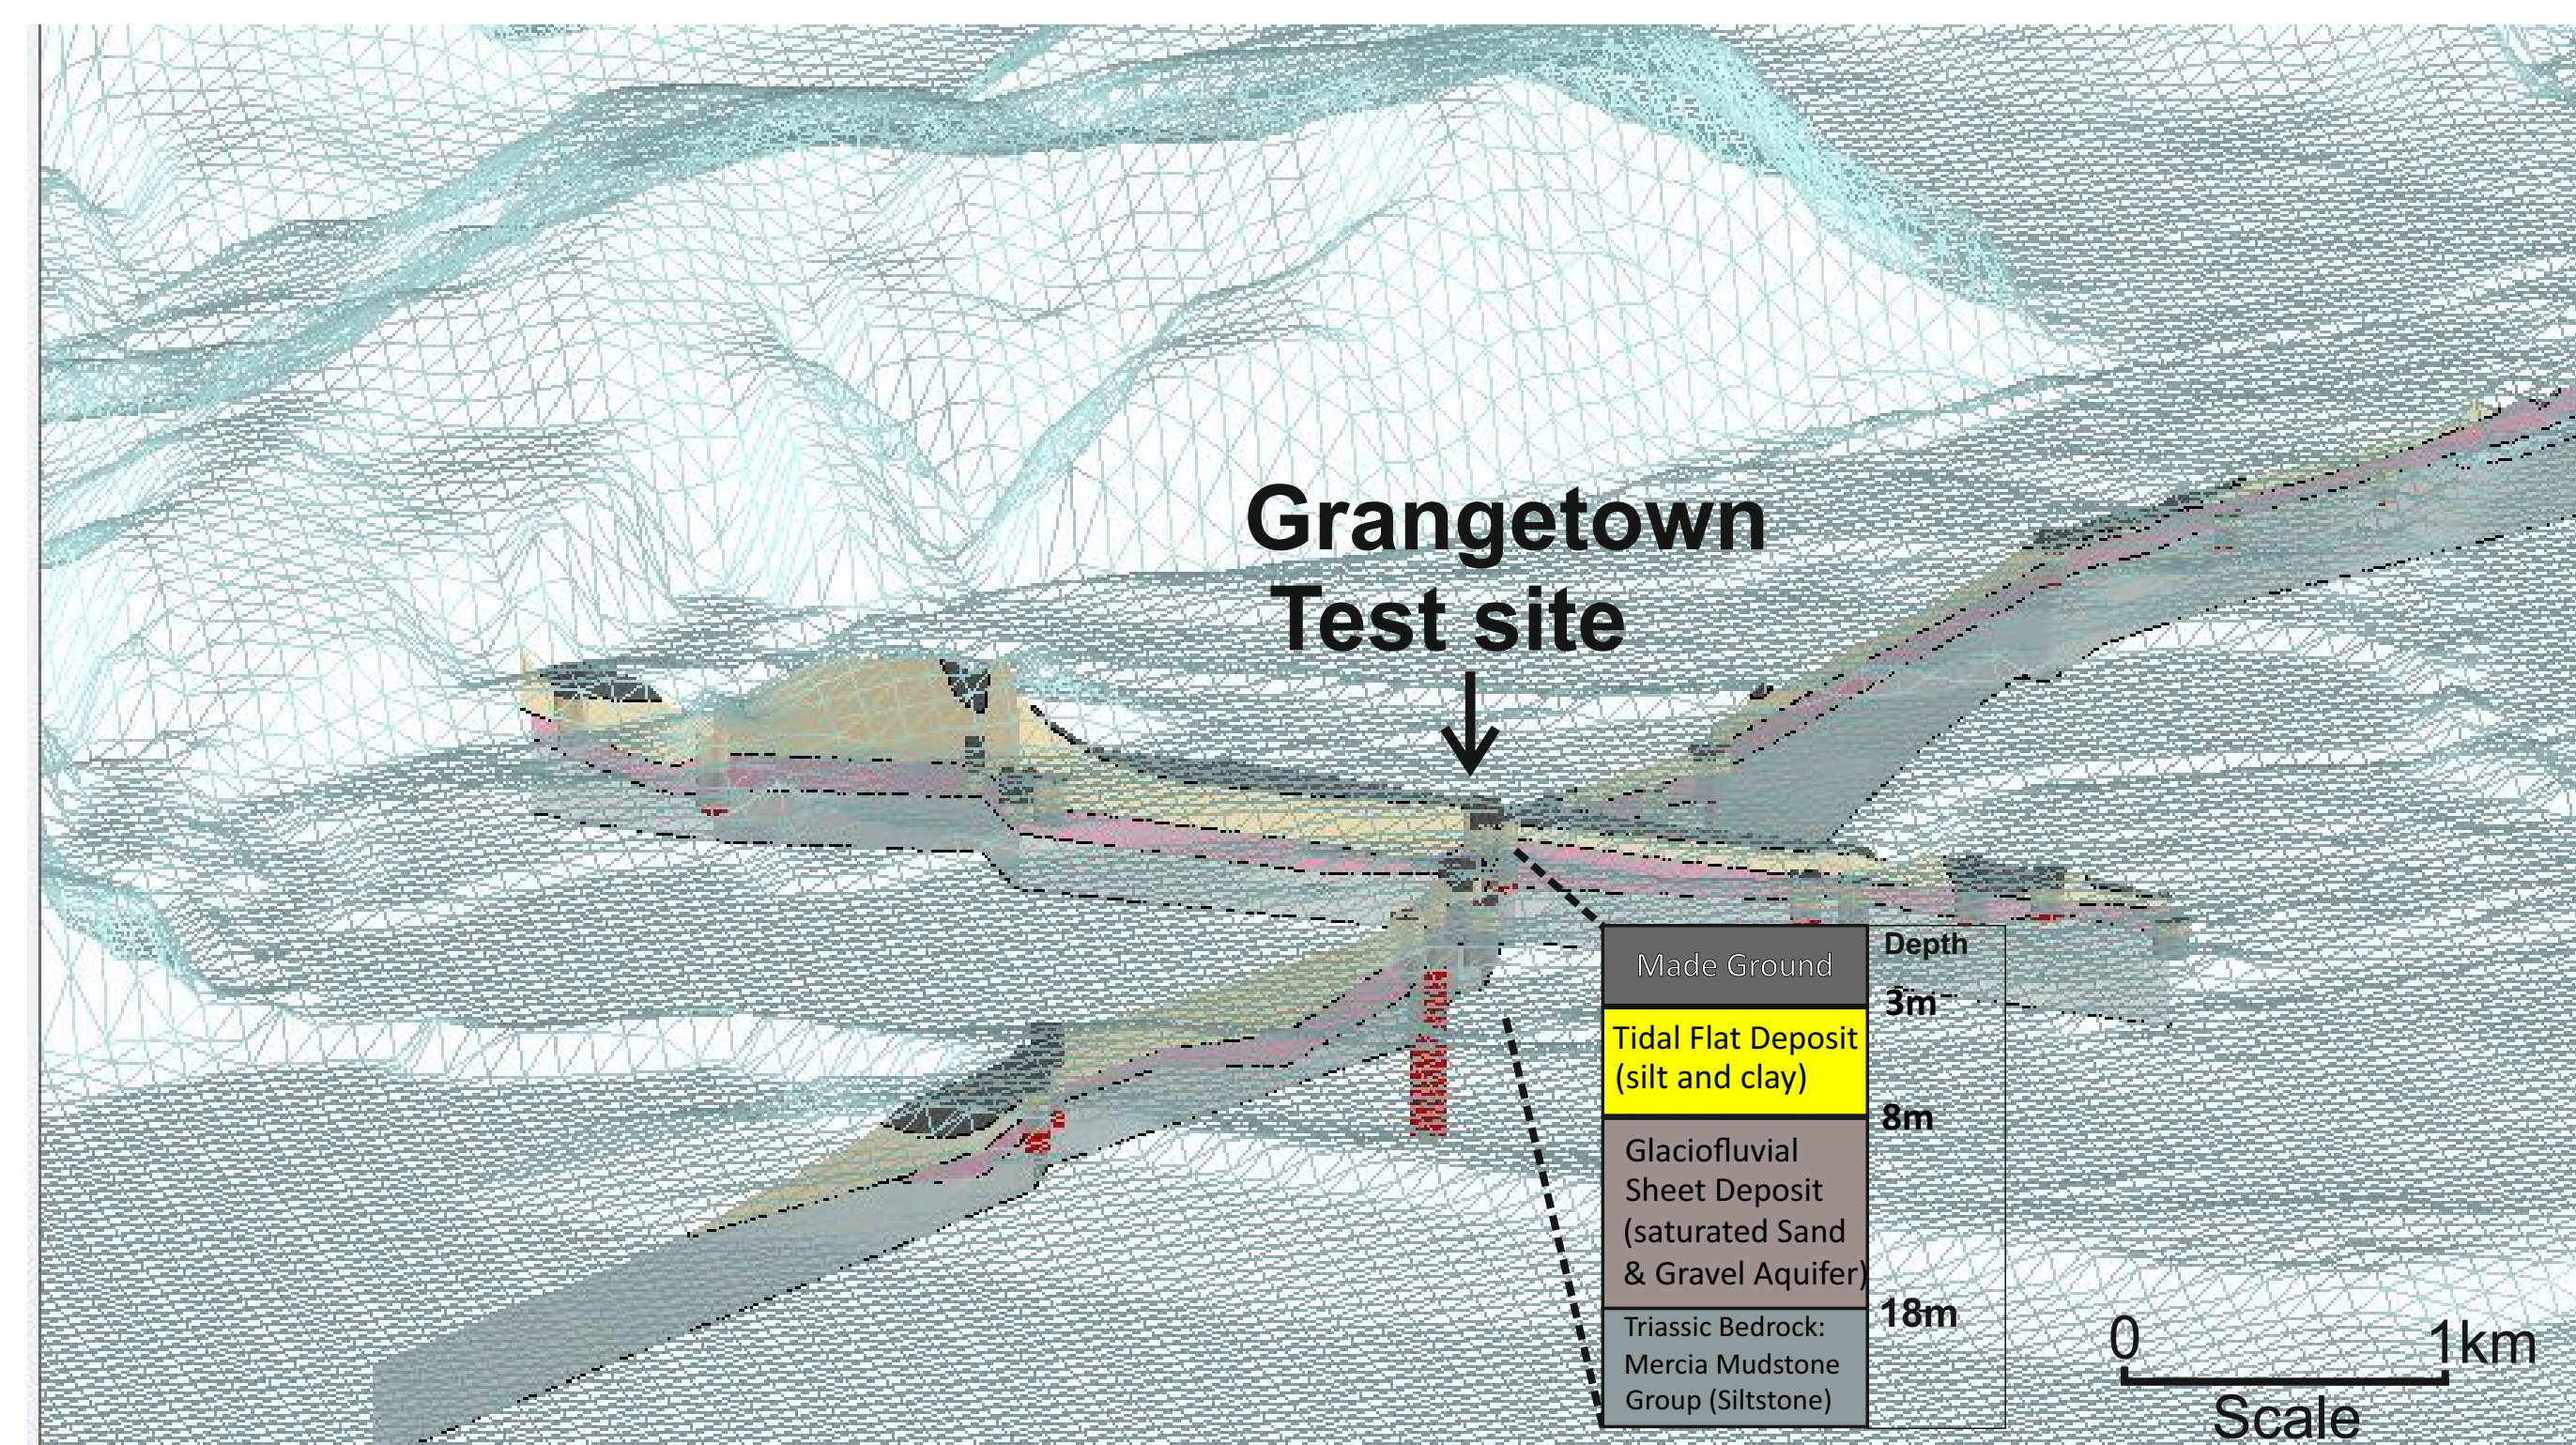 Grangetown
Test site
Made Ground
Depth
3m
Tidal Flat Deposit
(silt and clay)
8m
Glaciofluvial
Sheet Deposit
(saturated Sand
& Gravel Aquifer)
18m
Triassic Bedrock:
Mercia Mudstone
Group (Siltstone)
0 1km
Scale